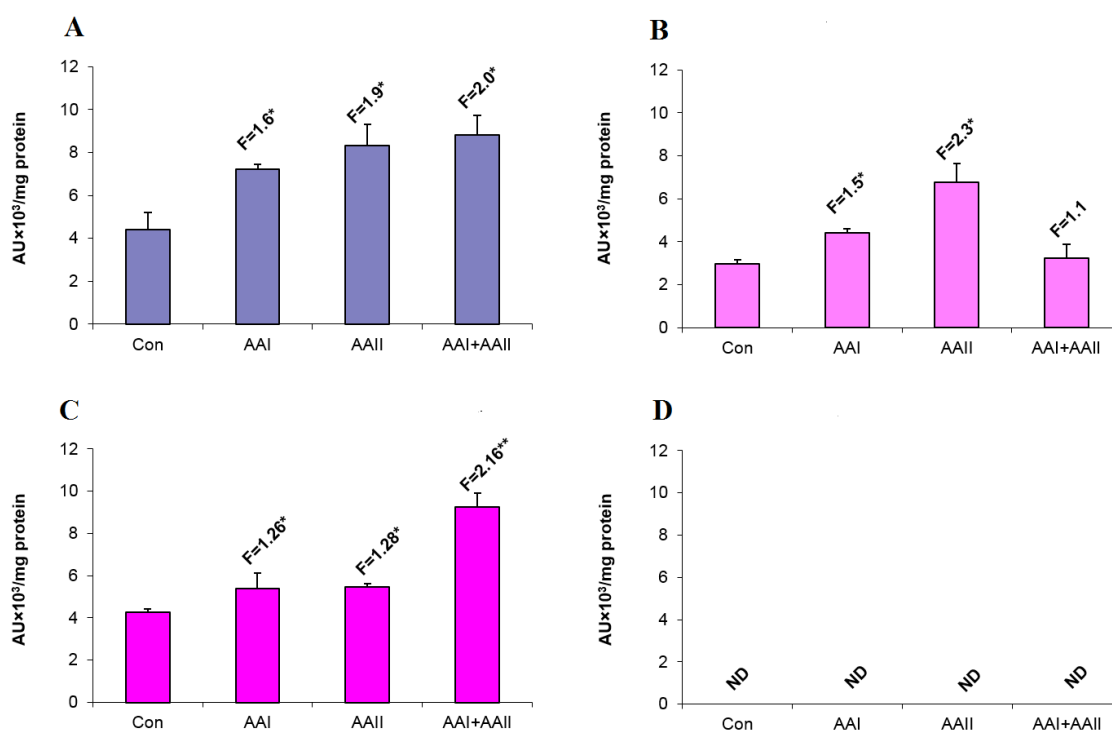 A
AU×10³/mg protein
12
10
8
6
4
2
0
F=1.6*
F=1.9*
F=2.0*
Con AAI AAII AAI+AAII
B
AU×10³/mg protein
12
10
8
6
4
2
0
F=1.5*
F=2.3*
F=1.1
Con AAI AAII AAI+AAII
C
AU×10³/mg protein
12
10
8
6
4
2
0
F=1.26*
F=1.28*
F=2.16**
Con AAI AAII AAI+AAII
D
AU×10³/mg protein
12
10
8
6
4
2
0
ND ND ND ND
Con AAI AAII AAI+AAII